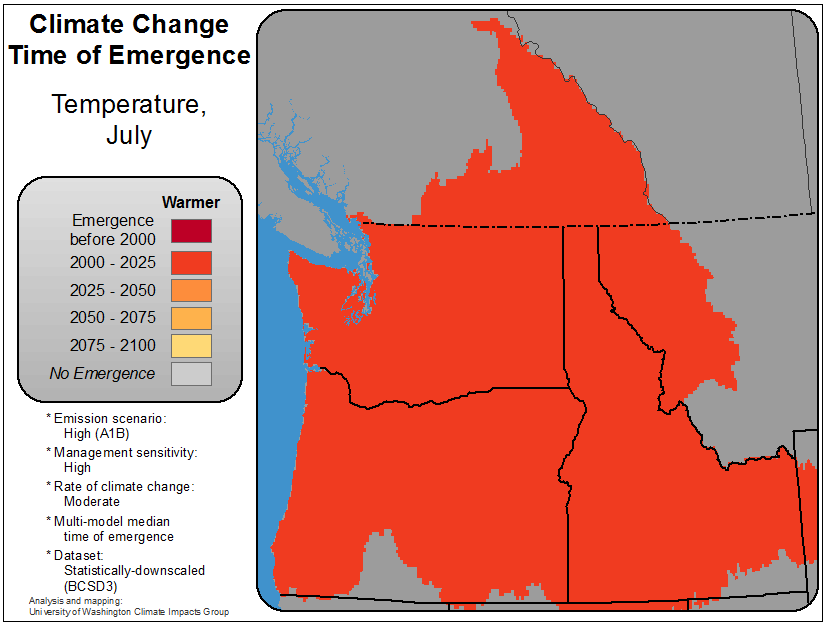 Climate Change
Time of Emergence
Temperature,
July
Warmer
Emergence
before 2000
2000 - 2025
2025 - 2050
2050 - 2075
2075 - 2100
No Emergence
* Emission scenario:
High (A1B)
* Management sensitivity:
High
* Rate of climate change:
Moderate
* Multi-model median
time of emergence
* Dataset:
Statistically-downscaled
(BCSD3)
Analysis and mapping:
University of Washington Climate Impacts Group